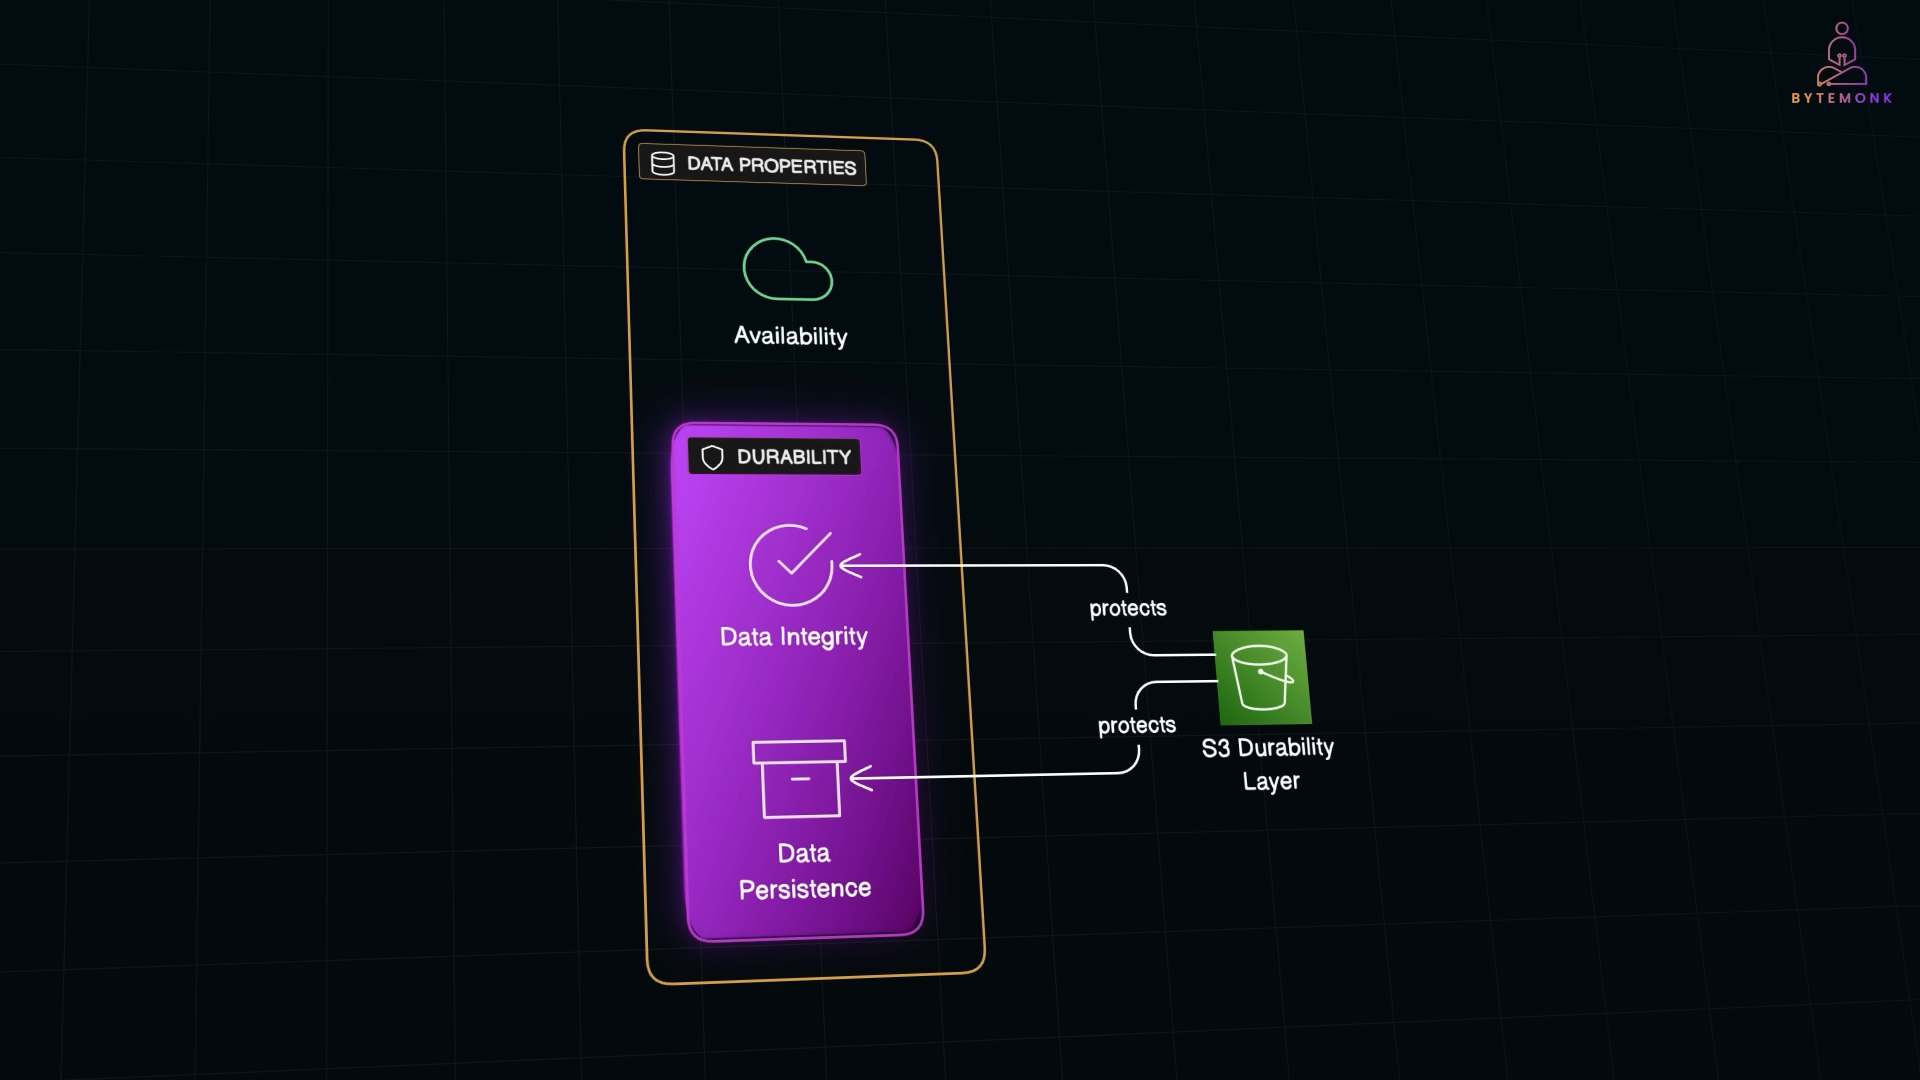 BYTEMONK
DATA PROPERTIES
Availability
DURABILITY
Data Integrity
protects
protects
S3 Durability
Layer
Data
Persistence